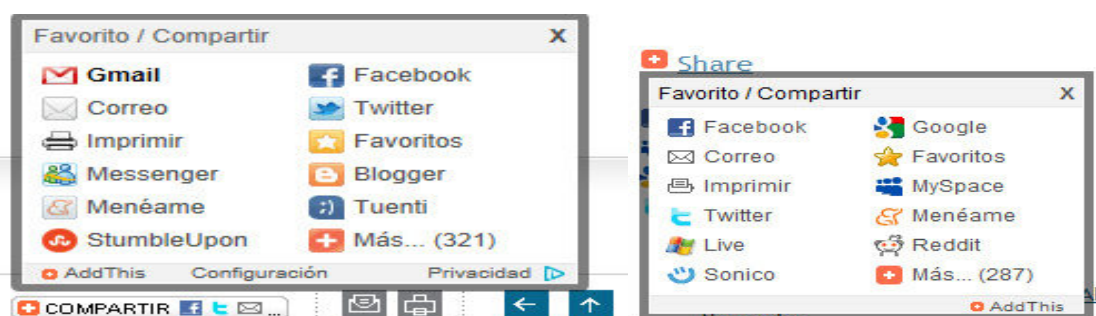 Favorito / Compartir X
Gmail Facebook
Correo Twitter
Imprimir Favoritos
Messenger Blogger
Menéame Tuenti
StumbleUpon Más... (321)
AddThis Configuración Privacidad
COMPARTIR ...
Share
Favorito / Compartir X
Facebook Google
Correo Favoritos
Imprimir MySpace
Twitter Menéame
Live Reddit
Sonico Más... (287)
AddThis